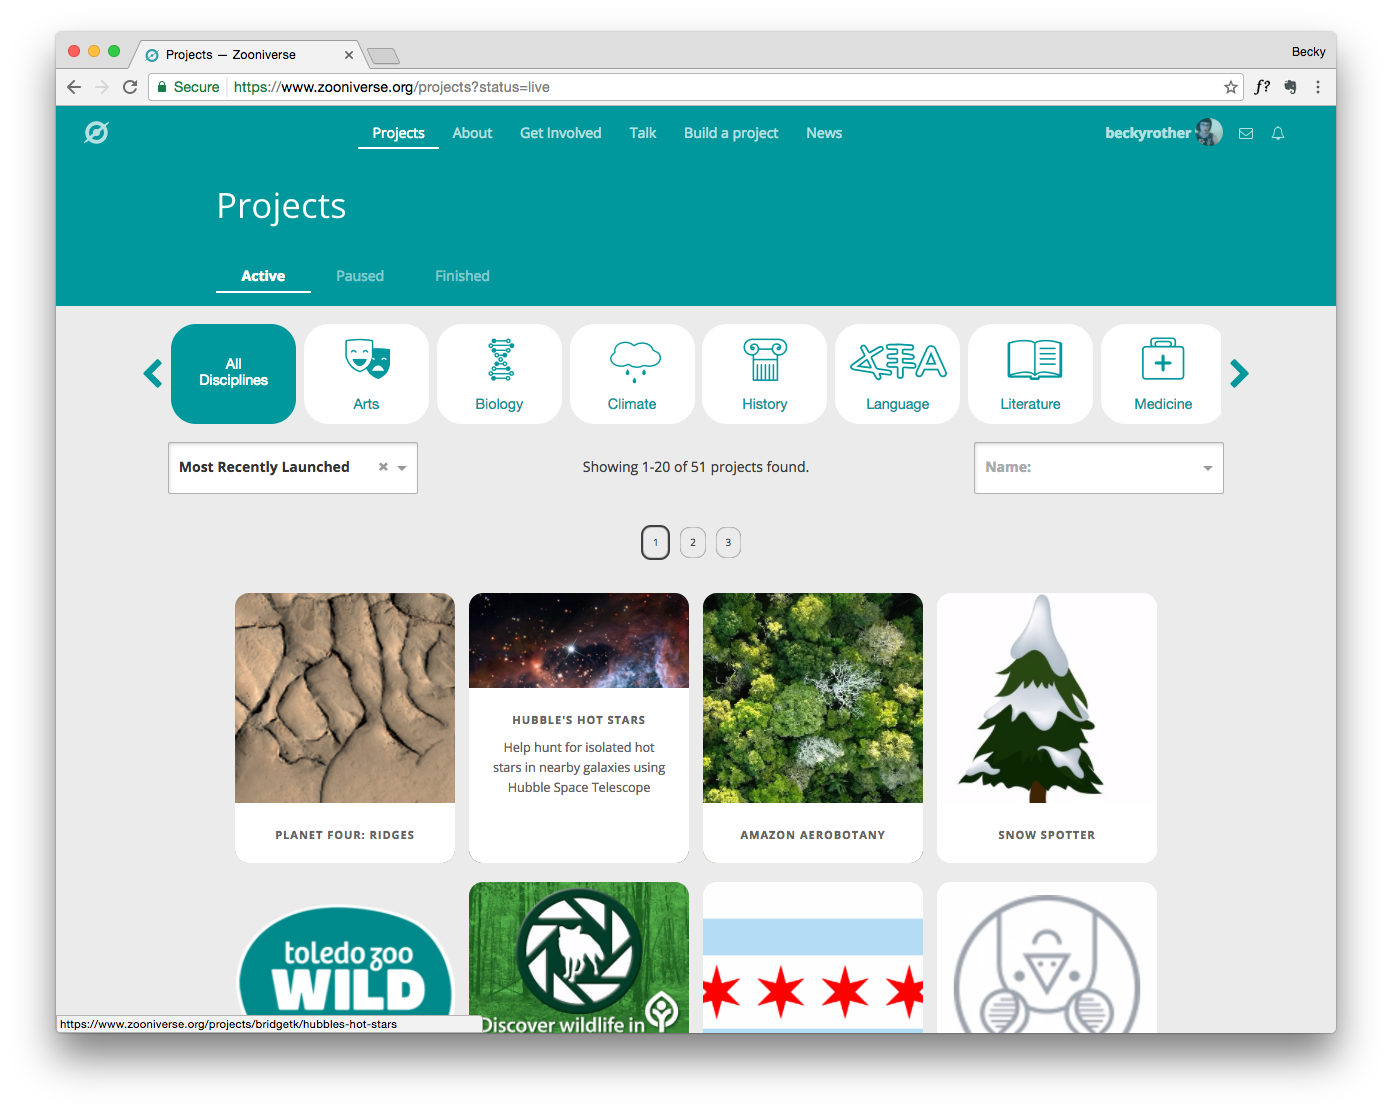 Projects — Zooniverse
Becky
Secure
https://www.zooniverse.org/projects?status=live
f?
Projects
About
Get Involved
Talk
Build a project
News
beckyrother
Projects
Active
Paused
Finished
All
Disciplines
Arts
Biology
Climate
History
Language
Literature
Medicine
Most Recently Launched
Showing 1-20 of 51 projects found.
Name:
1
2
3
PLANET FOUR: RIDGES
HUBBLE'S HOT STARS
Help hunt for isolated hot
stars in nearby galaxies using
Hubble Space Telescope
AMAZON AEROBOTANY
SNOW SPOTTER
toledo zoo
WILD
Discover wildlife in
https://www.zooniverse.org/projects/bridgetk/hubbles-hot-stars